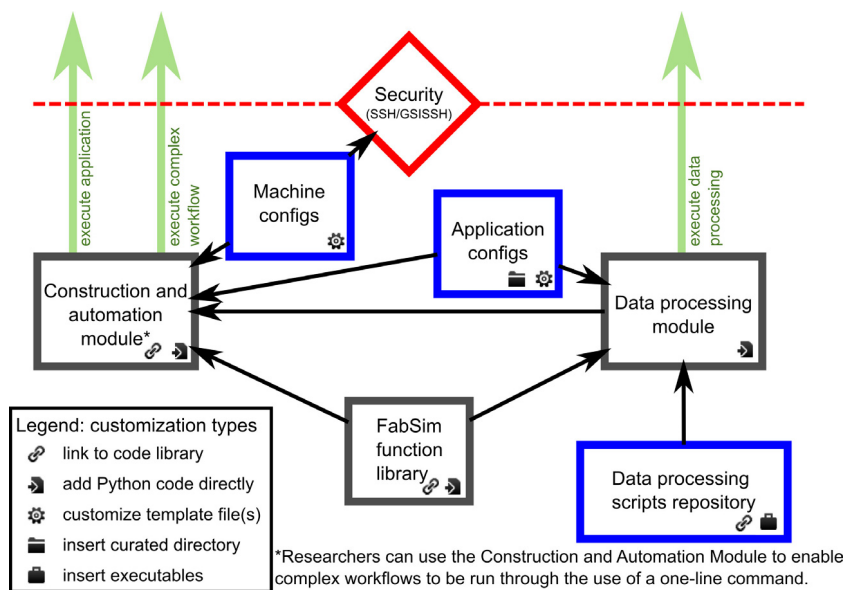 Security
(SSH/GSISSH)
execute application
execute complex
workflow
execute data
processing
Machine
configs
Application
configs
Construction and
automation
module*
Data processing
module
FabSim
function
library
Data processing
scripts repository
Legend: customization types
link to code library
add Python code directly
customize template file(s)
insert curated directory
insert executables
*Researchers can use the Construction and Automation Module to enable
complex workflows to be run through the use of a one-line command.